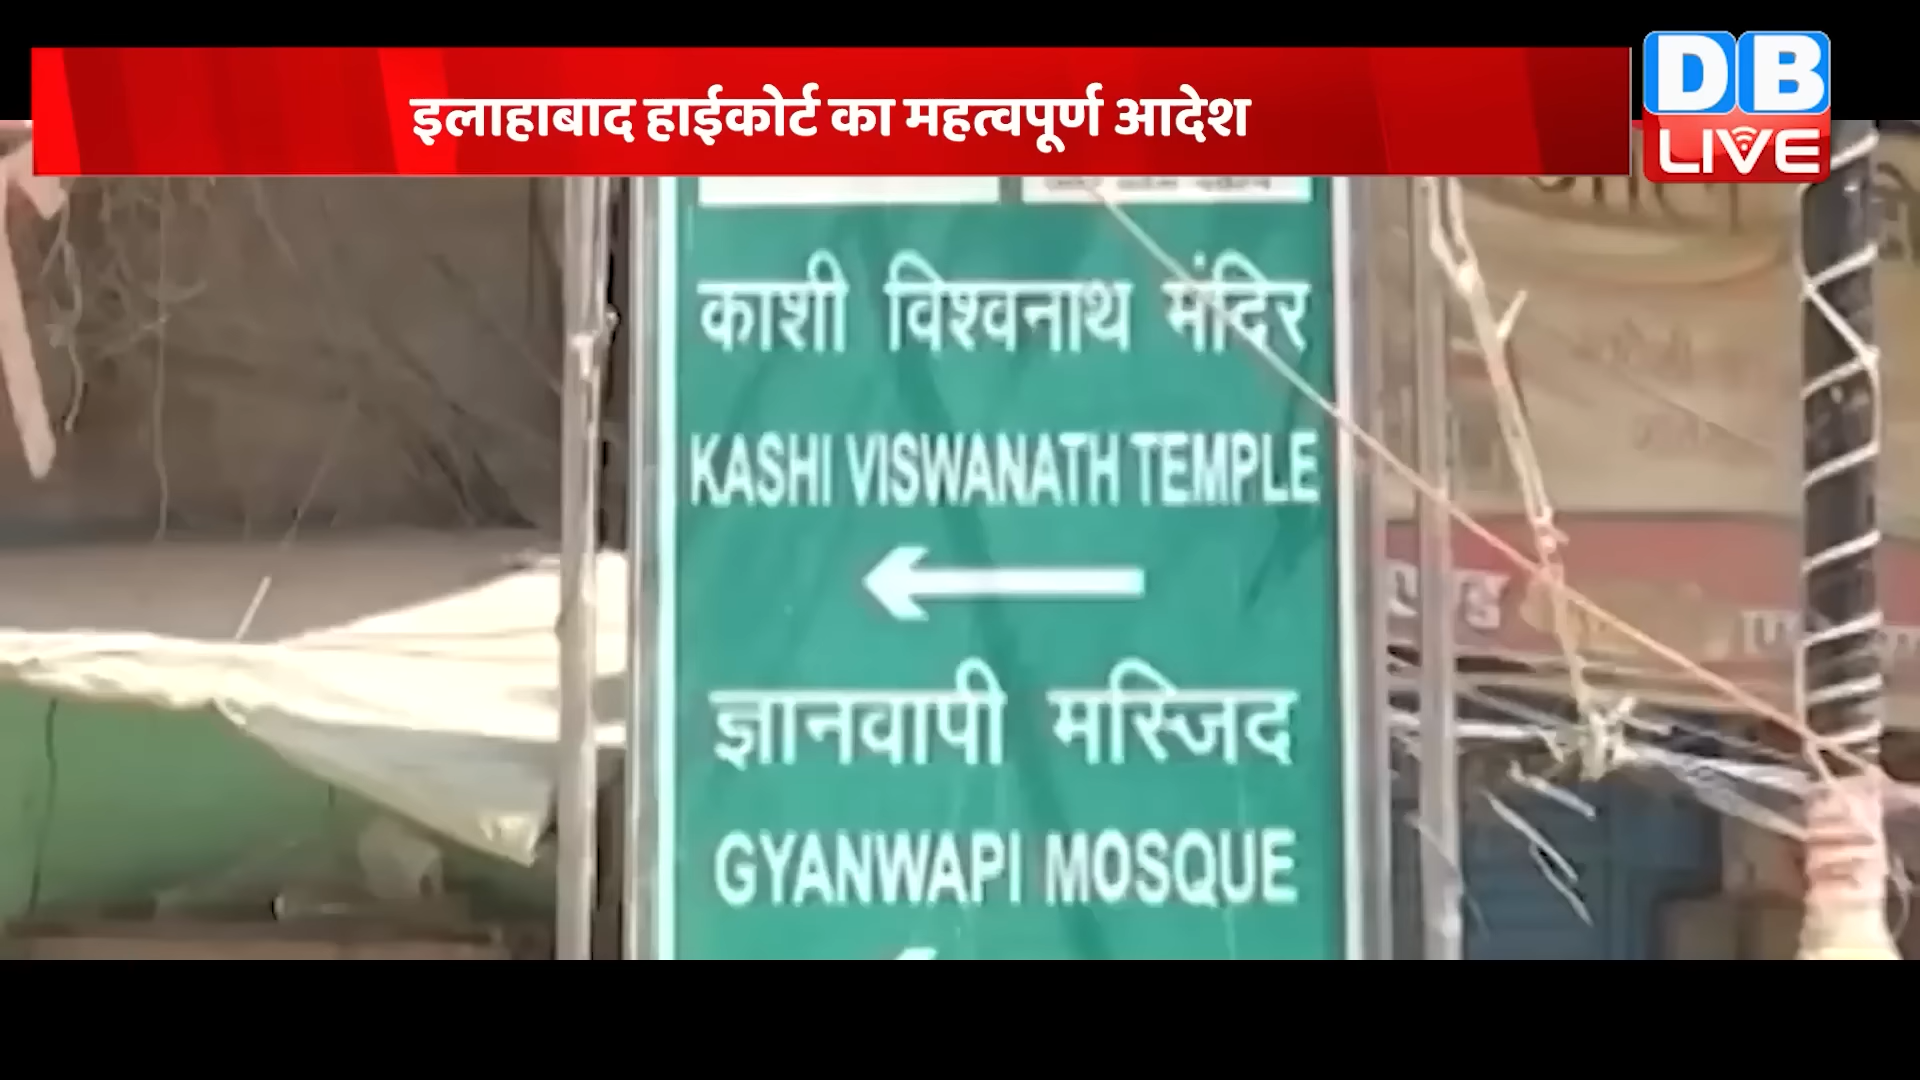 इलाहाबाद हाईकोर्ट का महत्वपूर्ण आदेश
DB
LIVE
काशी विश्वनाथ मंदिर
KASHI VISWANATH TEMPLE
ज्ञानवापी मस्जिद
GYANWAPI MOSQUE